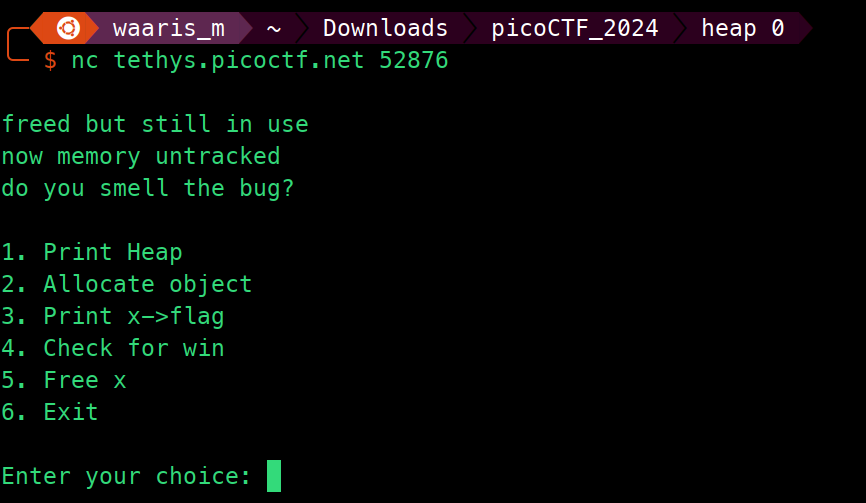 waaris_m ~ Downloads picoCTF_2024 heap 0
$ nc tethys.picoctf.net 52876
freed but still in use
now memory untracked
do you smell the bug?
1. Print Heap
2. Allocate object
3. Print x->flag
4. Check for win
5. Free x
6. Exit
Enter your choice: